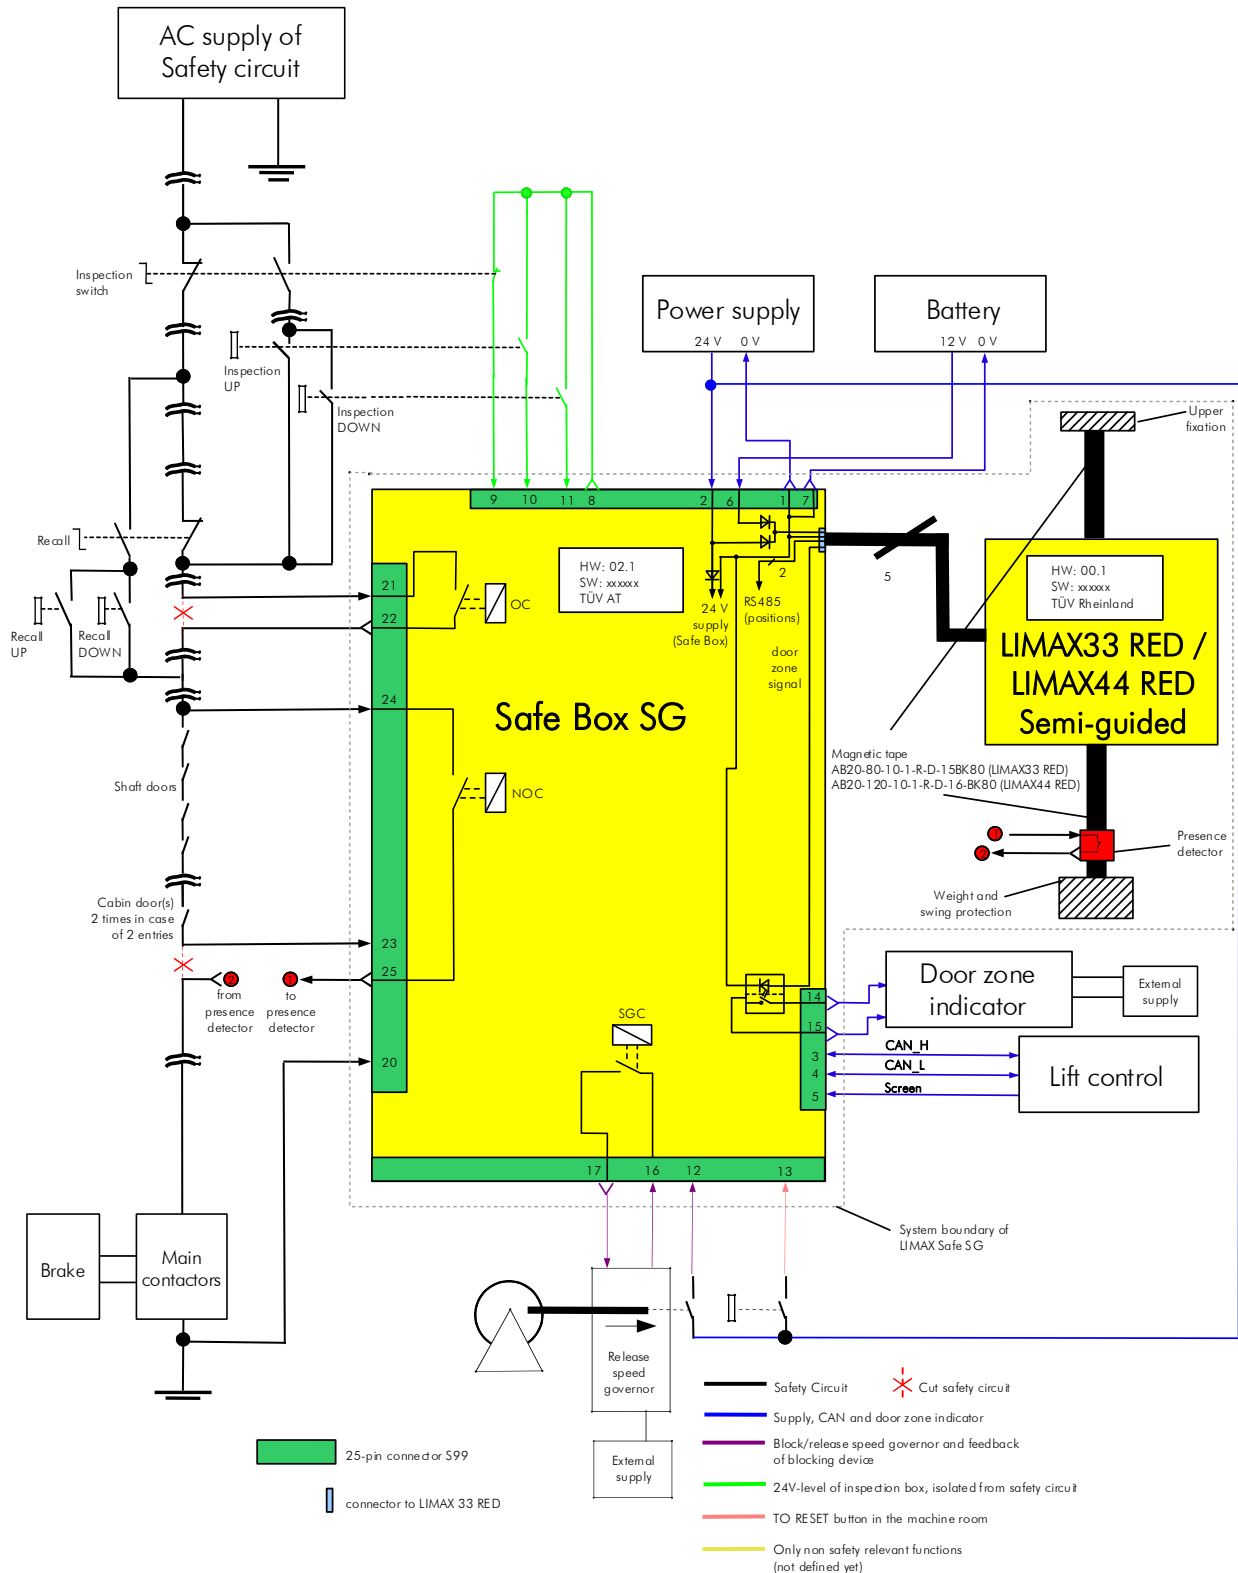 AC supply of
Safety circuit
Inspection
switch
Inspection
UP
Inspection
DOWN
Power supply
24 V 0 V
Battery
12 V 0 V
Upper
fixation
Recall
Recall
UP
Recall
DOWN
9 10 11 8 2 6 1 7
HW: 02.1
SW: xxxxxx
TÜV AT
2
24 V
supply
(Safe Box)
RS485
(positions)
door
zone
signal
5
HW: 00.1
SW: xxxxxx
TÜV Rheinland
LIMAX33 RED /
LIMAX44 RED
Semi-guided
21
22
OC
24
Safe Box SG
NOC
Magnetic tape
AB20-80-10-1-R-D-15BK80 (LIMAX33 RED)
AB20-120-10-1-R-D-16-BK80 (LIMAX44 RED)
Shaft doors
1
2
Presence
detector
Weight and
swing protection
Cabin door(s)
2 times in case
of 2 entries
23
25
2
from
presence
detector
1
to
presence
detector
20
SGC
14
15
3
4
5
Door zone
indicator
External
supply
CAN_H
CAN_L
Screen
Lift control
17 16 12 13
System boundary of
LIMAX Safe SG
Brake
Main
contactors
Release
speed
governor
External
supply
25-pin connector S99
connector to LIMAX 33 RED
Safety Circuit
Cut safety circuit
Supply, CAN and door zone indicator
Block/release speed governor and feedback
of blocking device
24V-level of inspection box, isolated from safety circuit
TO RESET button in the machine room
Only non safety relevant functions
(not defined yet)